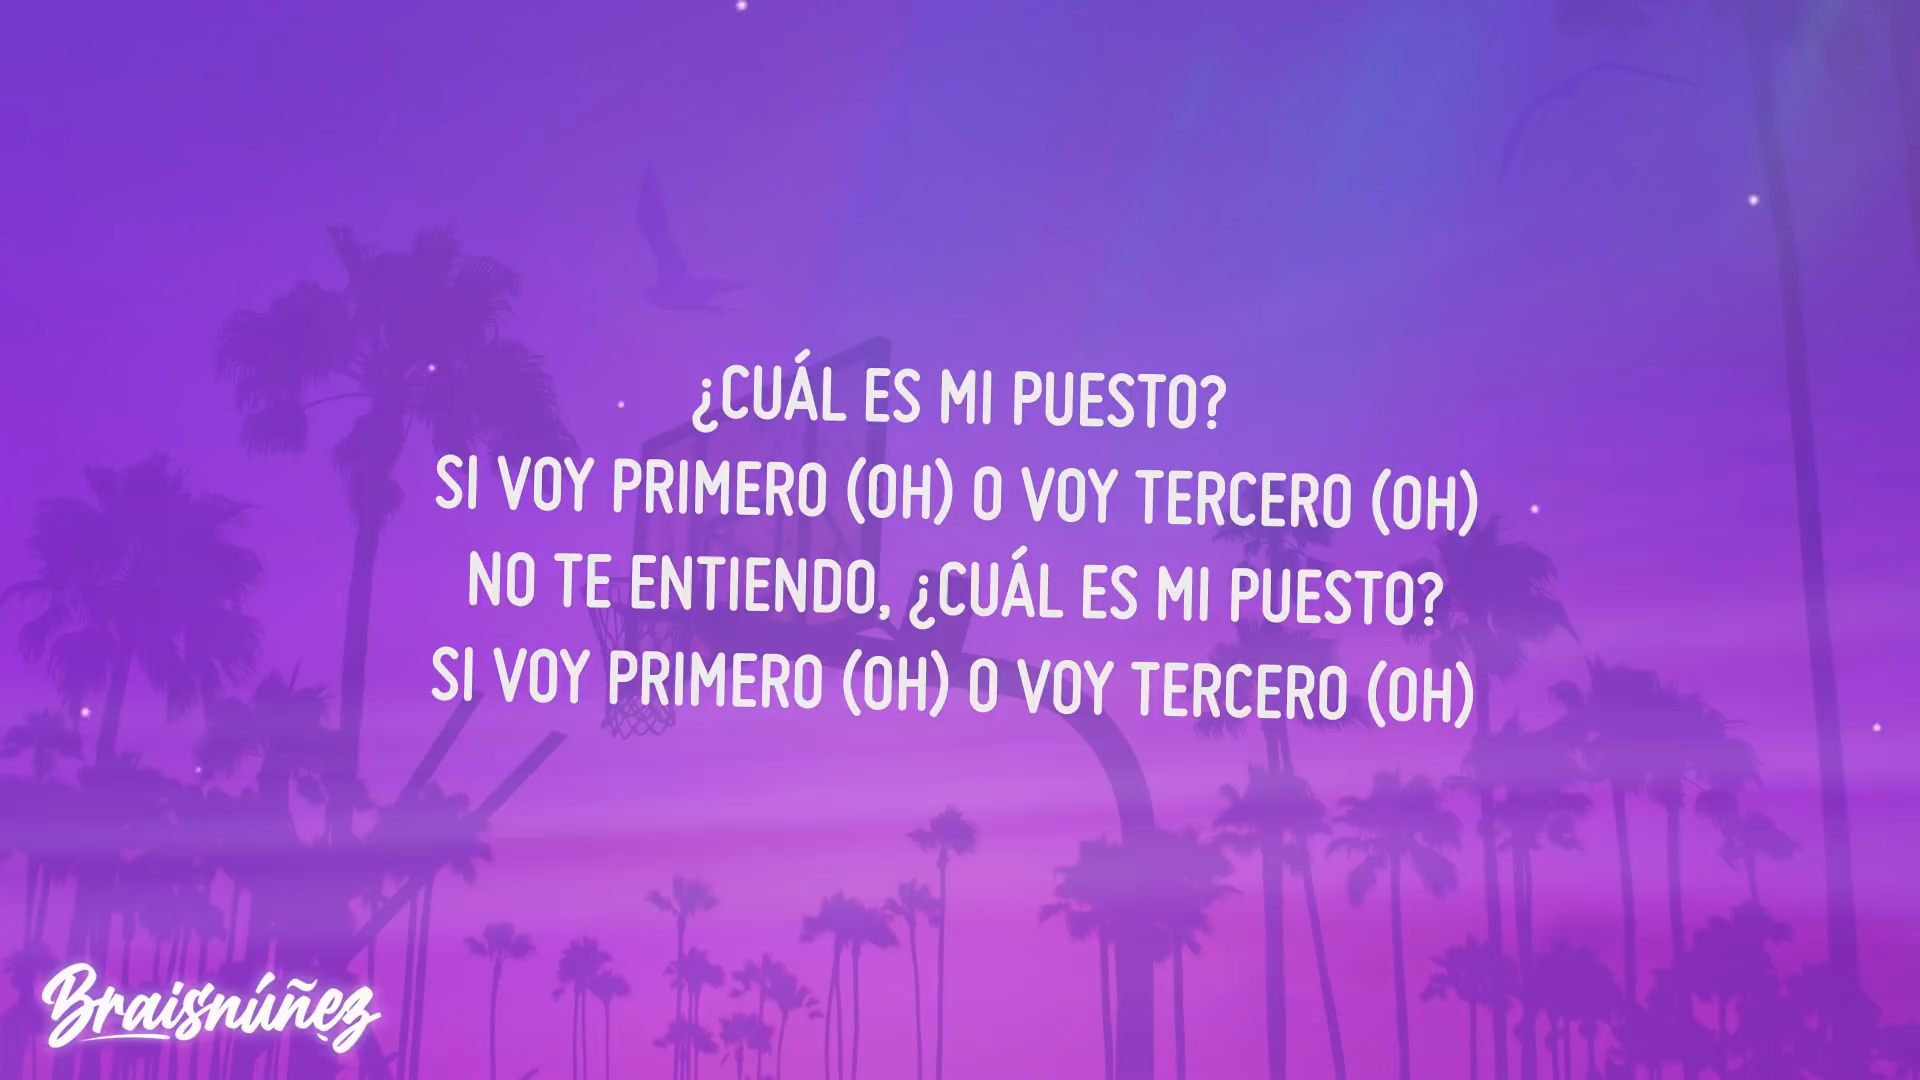 ¿CUÁL ES MI PUESTO?
SI VOY PRIMERO (OH) O VOY TERCERO (OH)
NO TE ENTIENDO, ¿CUÁL ES MI PUESTO?
SI VOY PRIMERO (OH) O VOY TERCERO (OH)
Braisnúñez